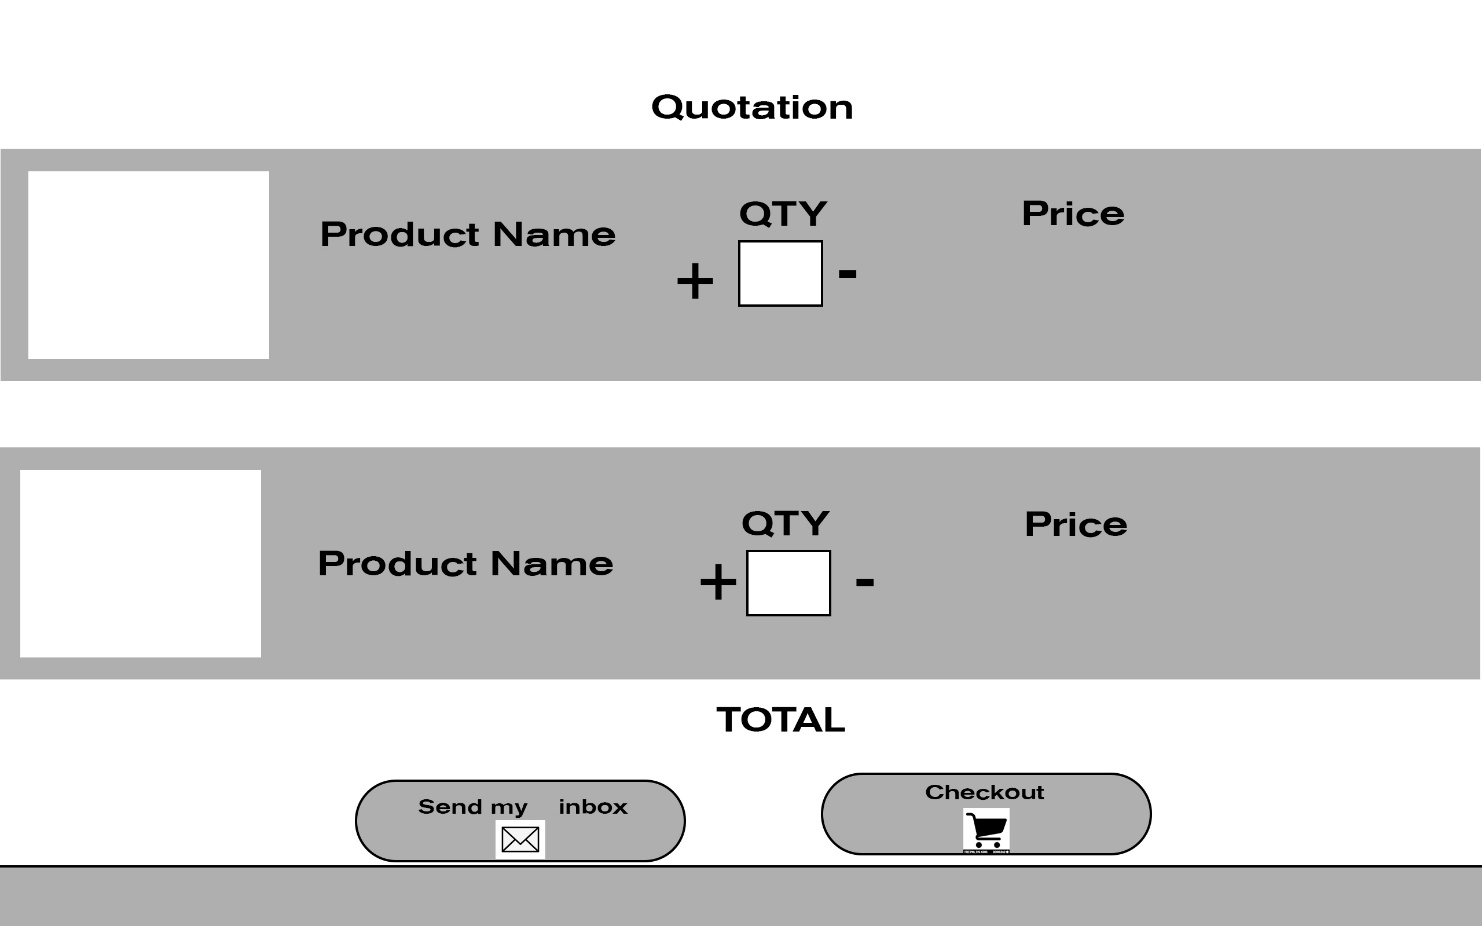 Quotation
Product Name
QTY
Price
+ -
QTY
Price
Product Name
+ -
TOTAL
Send my inbox
Checkout